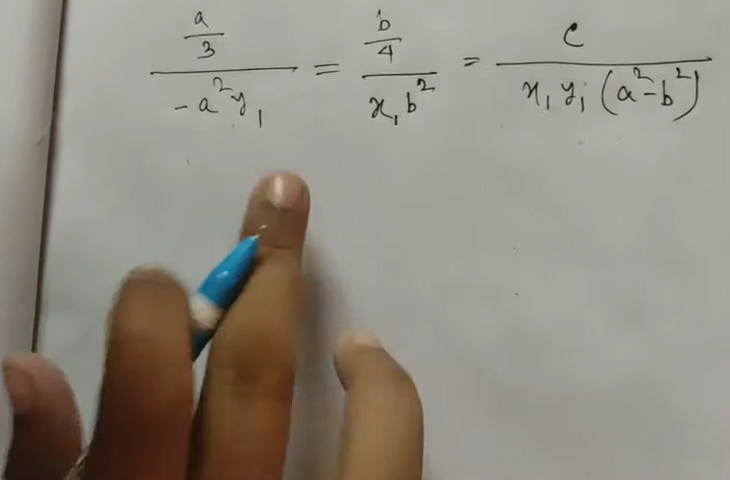 a/3 / -a²y₁ = b/4 / x₁b² = c / x₁y₁(a²-b²)